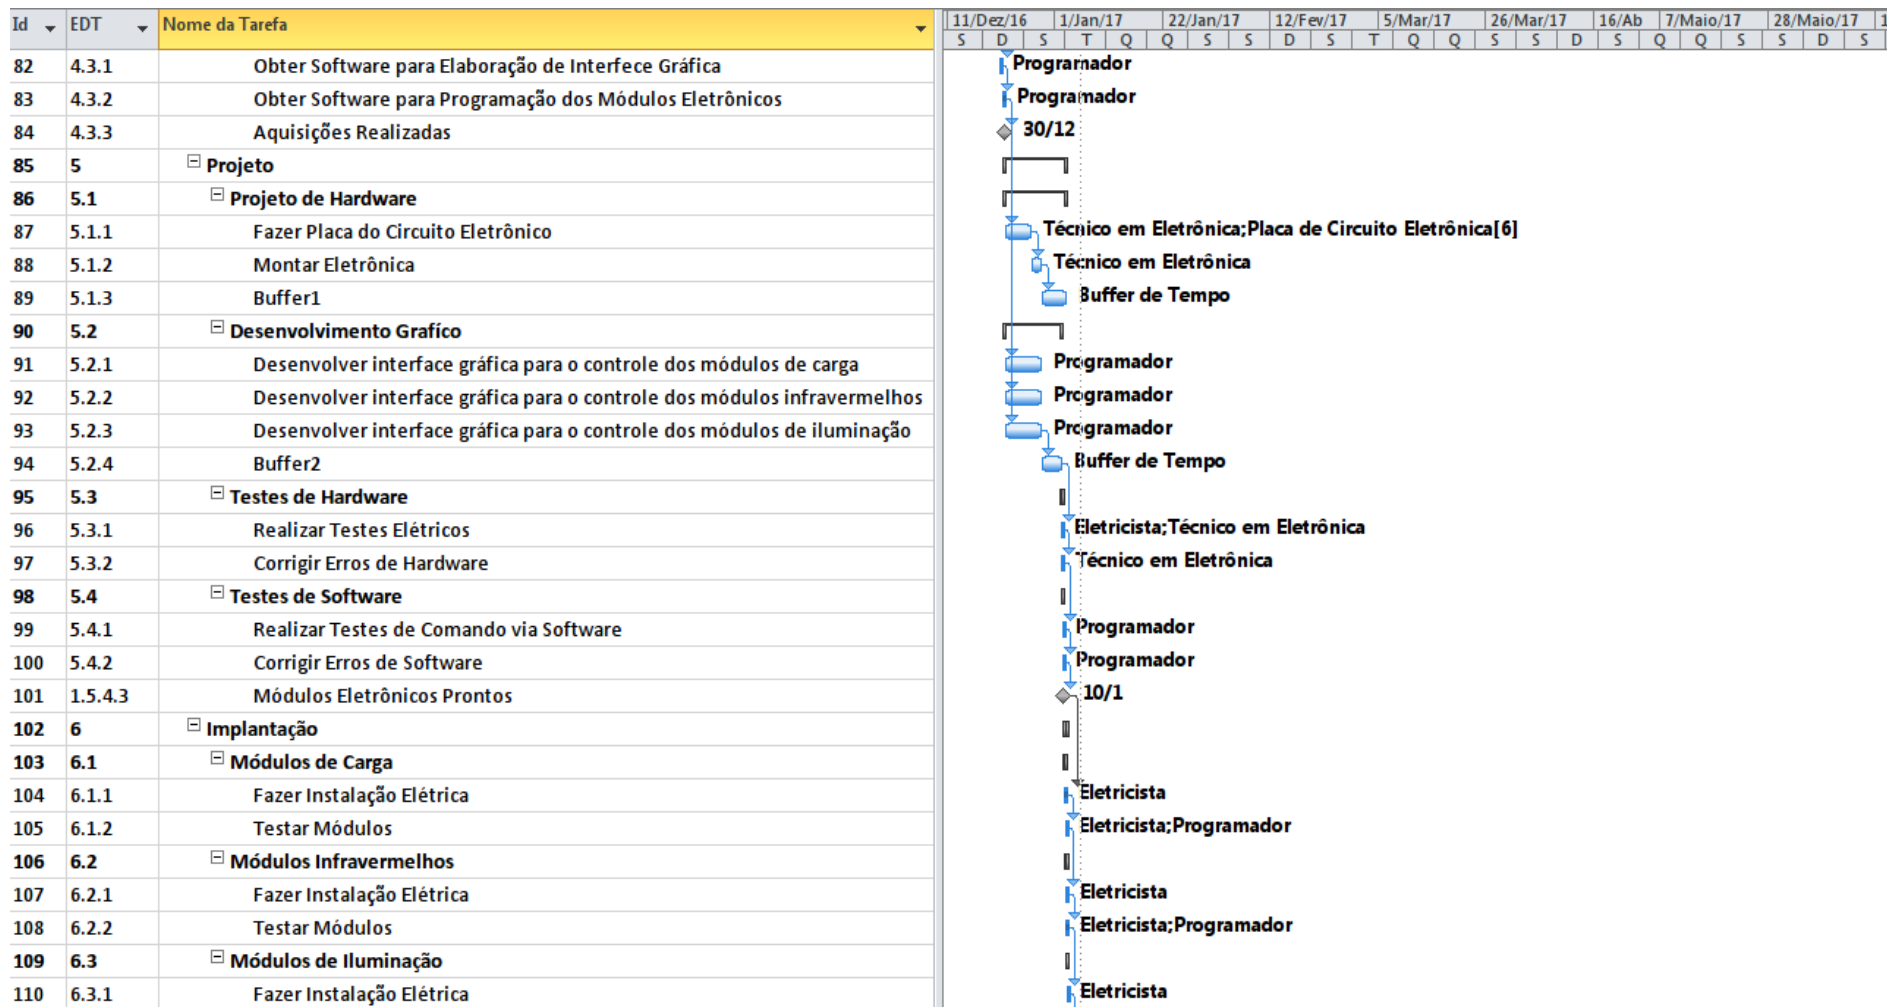 Id EDT Nome da Tarefa 11/Dez/16 1/Jan/17 22/Jan/17 12/Fev/17 5/Mar/17 26/Mar/17 16/Ab 7/Maio/17 28/Maio/17 1
S D S T Q Q S S D S T Q Q S S D S Q Q S S D S
82 4.3.1 Obter Software para Elaboração de Interfece Gráfica Programador
83 4.3.2 Obter Software para Programação dos Módulos Eletrônicos Programador
84 4.3.3 Aquisições Realizadas 30/12
85 5 Projeto
86 5.1 Projeto de Hardware
87 5.1.1 Fazer Placa do Circuito Eletrônico Técnico em Eletrônica;Placa de Circuito Eletrônica[6]
88 5.1.2 Montar Eletrônica Técnico em Eletrônica
89 5.1.3 Buffer1 Buffer de Tempo
90 5.2 Desenvolvimento Grafíco
91 5.2.1 Desenvolver interface gráfica para o controle dos módulos de carga Programador
92 5.2.2 Desenvolver interface gráfica para o controle dos módulos infravermelhos Programador
93 5.2.3 Desenvolver interface gráfica para o controle dos módulos de iluminação Programador
94 5.2.4 Buffer2 Buffer de Tempo
95 5.3 Testes de Hardware
96 5.3.1 Realizar Testes Elétricos Eletricista;Técnico em Eletrônica
97 5.3.2 Corrigir Erros de Hardware Técnico em Eletrônica
98 5.4 Testes de Software
99 5.4.1 Realizar Testes de Comando via Software Programador
100 5.4.2 Corrigir Erros de Software Programador
101 1.5.4.3 Módulos Eletrônicos Prontos 10/1
102 6 Implantação
103 6.1 Módulos de Carga
104 6.1.1 Fazer Instalação Elétrica Eletricista
105 6.1.2 Testar Módulos Eletricista;Programador
106 6.2 Módulos Infravermelhos
107 6.2.1 Fazer Instalação Elétrica Eletricista
108 6.2.2 Testar Módulos Eletricista;Programador
109 6.3 Módulos de Iluminação
110 6.3.1 Fazer Instalação Elétrica Eletricista